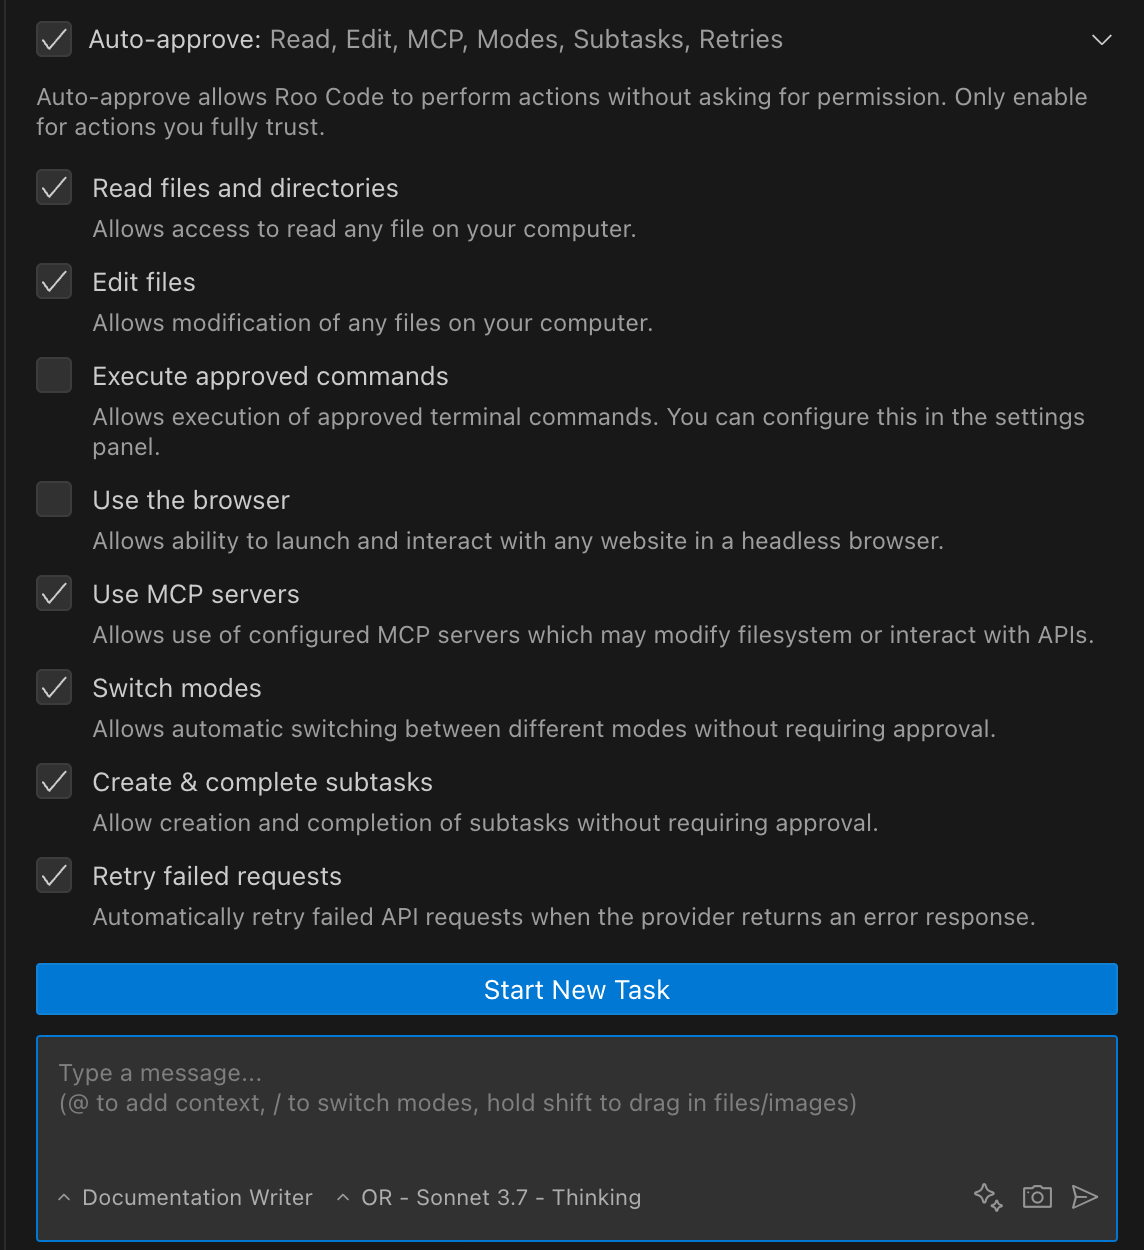 Auto-approve: Read, Edit, MCP, Modes, Subtasks, Retries
Auto-approve allows Roo Code to perform actions without asking for permission. Only enable
for actions you fully trust.
Read files and directories
Allows access to read any file on your computer.
Edit files
Allows modification of any files on your computer.
Execute approved commands
Allows execution of approved terminal commands. You can configure this in the settings
panel.
Use the browser
Allows ability to launch and interact with any website in a headless browser.
Use MCP servers
Allows use of configured MCP servers which may modify filesystem or interact with APIs.
Switch modes
Allows automatic switching between different modes without requiring approval.
Create & complete subtasks
Allow creation and completion of subtasks without requiring approval.
Retry failed requests
Automatically retry failed API requests when the provider returns an error response.
Start New Task
Type a message...
(@ to add context, / to switch modes, hold shift to drag in files/images)
Documentation Writer OR - Sonnet 3.7 - Thinking